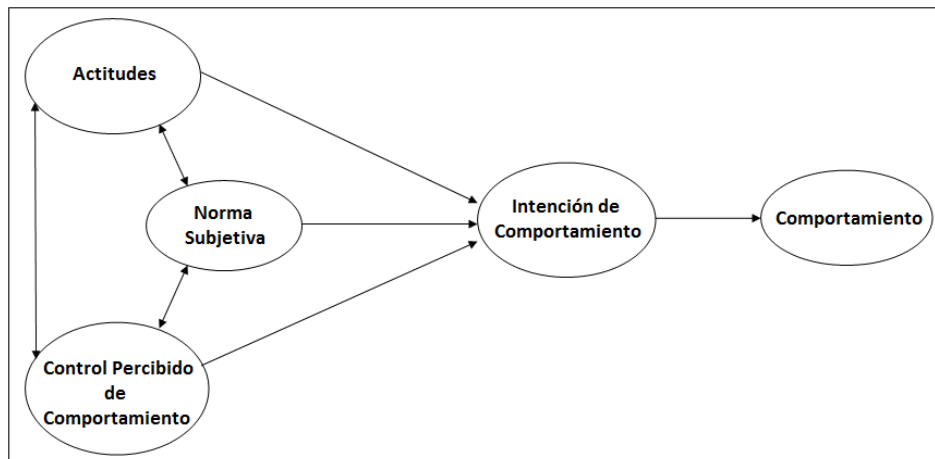 Actitudes
Norma
Subjetiva
Control Percibido
de
Comportamiento
Intención de
Comportamiento
Comportamiento